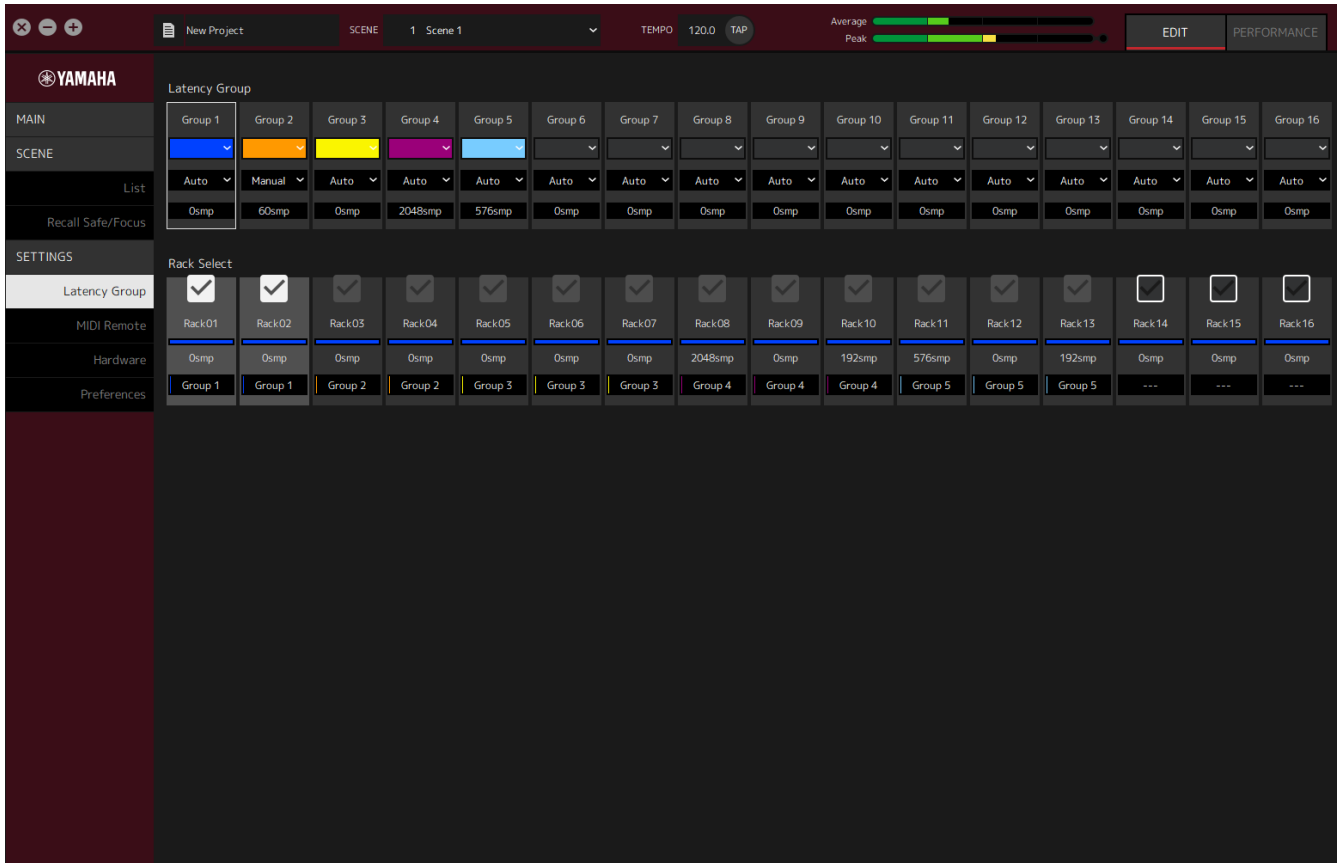 New Project SCENE 1 Scene 1 TEMPO 120.0 TAP Average Peak EDIT PERFORMANCE
YAMAHA
MAIN
SCENE
List
Recall Safe/Focus
SETTINGS
Latency Group
MIDI Remote
Hardware
Preferences
Latency Group
Group 1 Group 2 Group 3 Group 4 Group 5 Group 6 Group 7 Group 8 Group 9 Group 10 Group 11 Group 12 Group 13 Group 14 Group 15 Group 16
Auto Manual Auto Auto Auto Auto Auto Auto Auto Auto Auto Auto Auto Auto Auto Auto
0smp 60smp 0smp 2048smp 576smp 0smp 0smp 0smp 0smp 0smp 0smp 0smp 0smp 0smp 0smp 0smp
Rack Select
Rack01 Rack02 Rack03 Rack04 Rack05 Rack06 Rack07 Rack08 Rack09 Rack10 Rack11 Rack12 Rack13 Rack14 Rack15 Rack16
0smp 0smp 0smp 0smp 0smp 0smp 0smp 2048smp 0smp 192smp 576smp 0smp 192smp 0smp 0smp 0smp
Group 1 Group 1 Group 2 Group 2 Group 3 Group 3 Group 3 Group 4 Group 4 Group 4 Group 5 Group 5 Group 5 --- --- ---